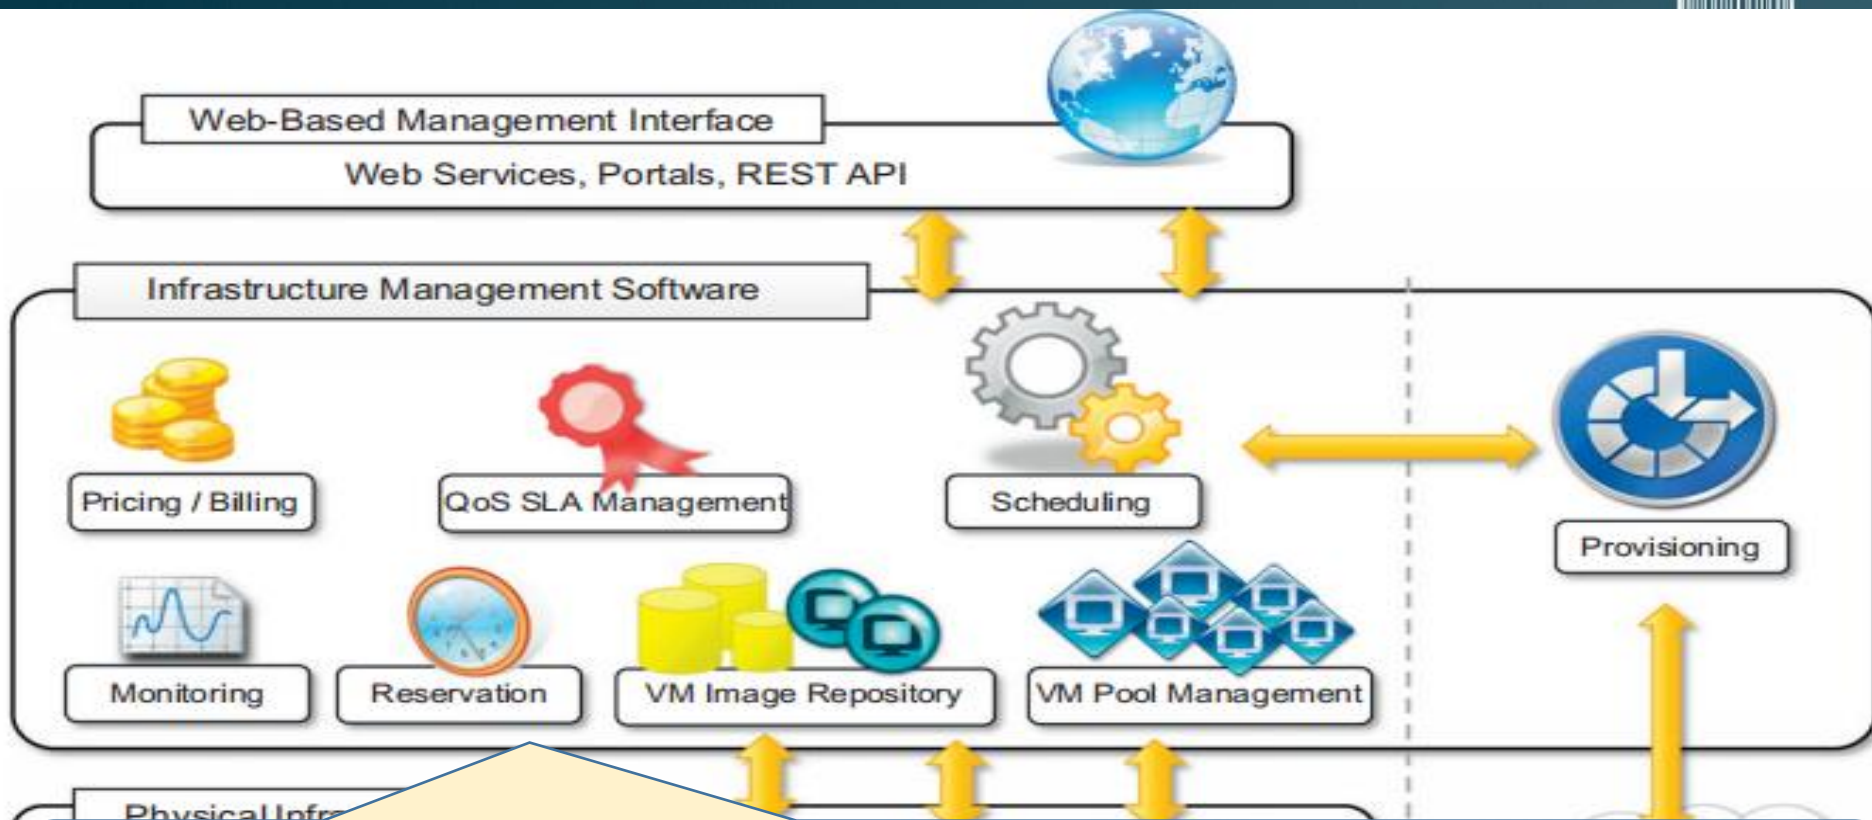 Web-Based Management Interface
Web Services, Portals, REST API
Infrastructure Management Software
Pricing / Billing
QoS SLA Management
Scheduling
Provisioning
Monitoring
Reservation
VM Image Repository
VM Pool Management
Physical